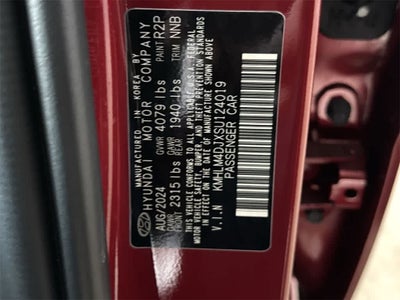 MANUFACTURED IN KOREA BY
HYUNDAI MOTOR COMPANY
AUG/2024 GVWR 4079 lbs PAINT R2P
GAWR FRONT 2315 lbs GAWR REAR 1940 lbs TRIM NNB
THIS VEHICLE CONFORMS TO ALL APPLICABLE U.S.A. FEDERAL
MOTOR VEHICLE SAFETY, BUMPER, AND THEFT PREVENTION STANDARDS
IN EFFECT ON THE DATE OF MANUFACTURE SHOWN ABOVE.
V.I.N KMHLM4DJXSU124019
PASSENGER CAR